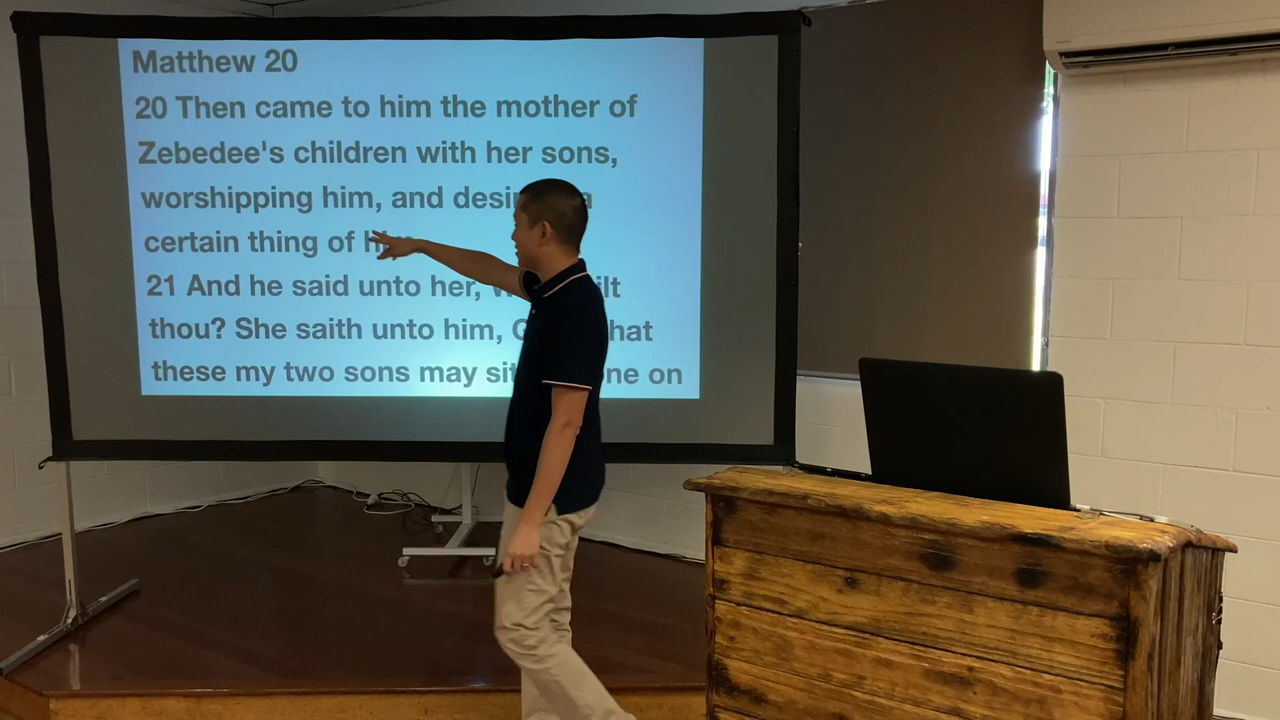 Matthew 20
20 Then came to him the mother of
Zebedee's children with her sons,
worshipping him, and a
certain thing of
21 And he said unto her,
thou? She saith unto him,
these my two sons may sit one on